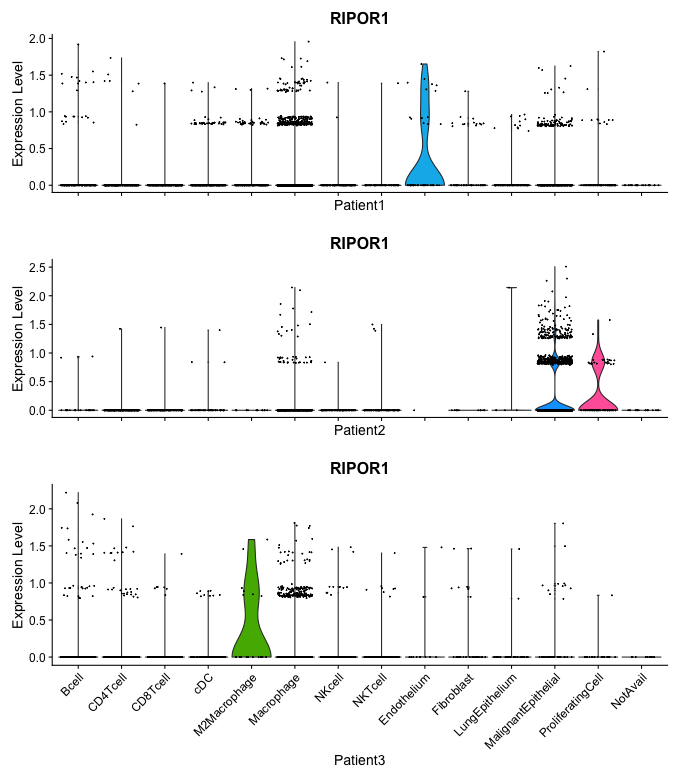 RIPOR1
Expression Level
2.0
1.5
1.0
0.5
0.0
Patient1
RIPOR1
Expression Level
2.5
2.0
1.5
1.0
0.5
0.0
Patient2
RIPOR1
Expression Level
2.0
1.5
1.0
0.5
0.0
Bcell
CD4Tcell
CD8Tcell
cDC
M2Macrophage
Macrophage
NKcell
NKTcell
Endothelium
Fibroblast
LungEpithelium
MalignantEpithelial
ProliferatingCell
NotAvail
Patient3